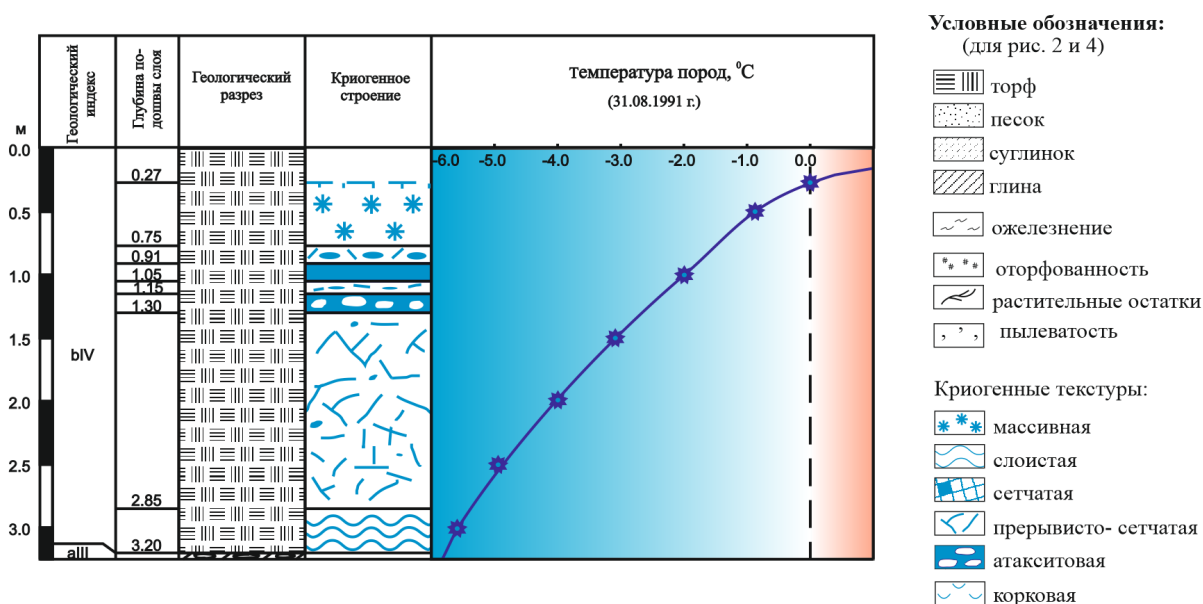 Геологический
индекс
Глубина по-
дошвы слоя
Геологический
разрез
Криогенное
строение
Температура пород, ⁰С
(31.08.1991 г.)
м
0.0
0.5
1.0
1.5
2.0
2.5
3.0
bIV
aIII
0.27
0.75
0.91
1.05
1.15
1.30
2.85
3.20
-6.0 -5.0 -4.0 -3.0 -2.0 -1.0 0.0
Условные обозначения:
(для рис. 2 и 4)
торф
песок
суглинок
глина
ожелезнение
оторфованность
растительные остатки
пылеватость
Криогенные текстуры:
массивная
слоистая
сетчатая
прерывисто- сетчатая
атакситовая
корковая